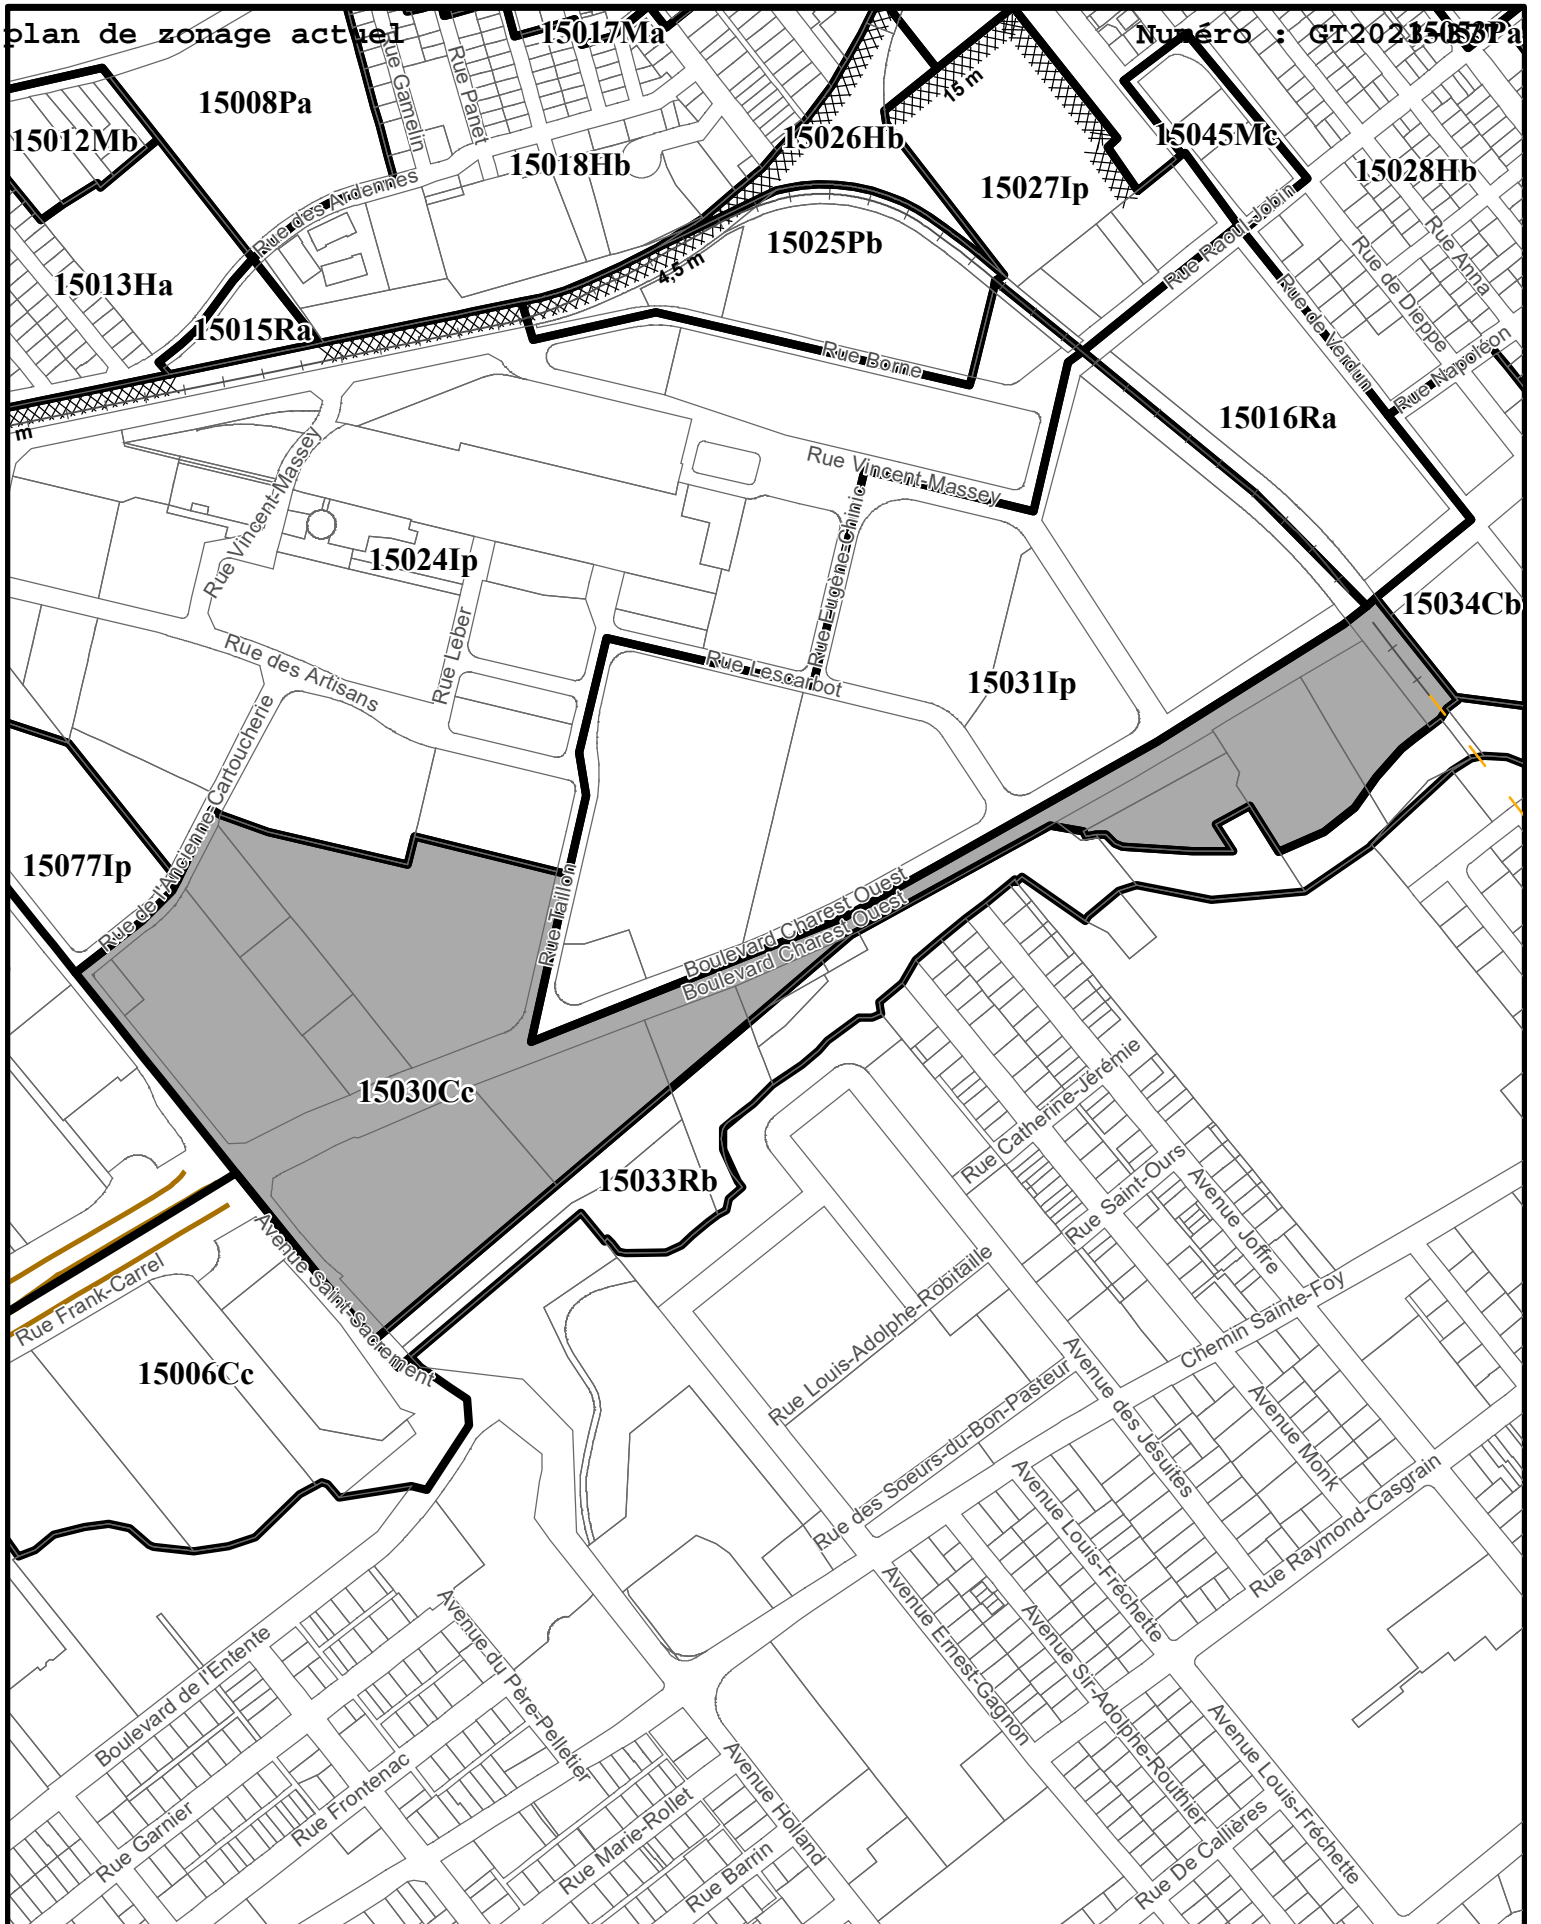 plan de zonage actuel
Numéro : GT2023-
15053Pa
15017Ma
Rue Gamelin
Rue Panet
15 m
15008Pa
15012Mb
15018Hb
15026Hb
15045Mc
15028Hb
15027Ip
Rue des Ardennes
Rue Raoul-Jobin
Rue Anna
15025Pb
4,5 m
Rue de Dieppe
15013Ha
15015Ra
Rue de Verdun
Rue Borne
Rue Napoléon
15016Ra
m
Rue Vincent-Massey
Rue Vincent-Massey
Rue Eugène-Chinic
15024Ip
15034Cb
Rue Leber
Rue des Artisans
Rue Lescarbot
15031Ip
Rue de l'Ancienne-Cartoucherie
15077Ip
Rue Taillon
Boulevard Charest Ouest
Boulevard Charest Ouest
15030Cc
Rue Catherine-Jérémie
15033Rb
Rue Saint-Ours
Avenue Joffre
Avenue Saint-Sacrement
Rue Frank-Carrel
Rue Louis-Adolphe-Robitaille
Chemin Sainte-Foy
15006Cc
Rue des Soeurs-du-Bon-Pasteur
Avenue des Jésuites
Avenue Monk
Rue Raymond-Casgrain
Avenue Louis-Fréchette
Avenue Ernest-Gagnon
Avenue Sir-Adolphe-Routhier
Avenue du Père-Pelletier
Boulevard de l'Entente
Avenue Louis-Fréchette
Rue Frontenac
Rue Garnier
Rue Marie-Rollet
Avenue Holland
Rue Barrin
Rue De Callières